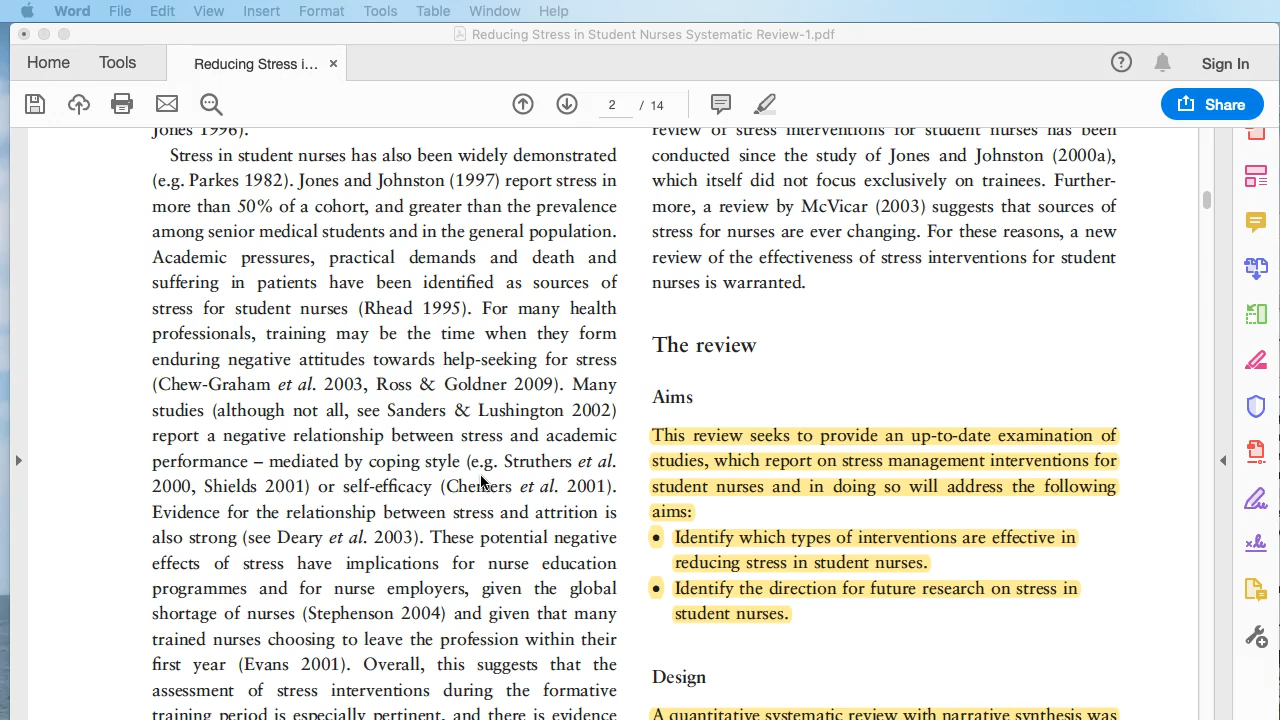 Word File Edit View Insert Format Tools Table Window Help
Reducing Stress in Student Nurses Systematic Review-1.pdf
Home Tools Reducing Stress i... × ? Sign In
2 / 14 Share
Jones 1996).
Stress in student nurses has also been widely demonstrated
(e.g. Parkes 1982). Jones and Johnston (1997) report stress in
more than 50% of a cohort, and greater than the prevalence
among senior medical students and in the general population.
Academic pressures, practical demands and death and
suffering in patients have been identified as sources of
stress for student nurses (Rhead 1995). For many health
professionals, training may be the time when they form
enduring negative attitudes towards help-seeking for stress
(Chew-Graham et al. 2003, Ross & Goldner 2009). Many
studies (although not all, see Sanders & Lushington 2002)
report a negative relationship between stress and academic
performance – mediated by coping style (e.g. Struthers et al.
2000, Shields 2001) or self-efficacy (Chemers et al. 2001).
Evidence for the relationship between stress and attrition is
also strong (see Deary et al. 2003). These potential negative
effects of stress have implications for nurse education
programmes and for nurse employers, given the global
shortage of nurses (Stephenson 2004) and given that many
trained nurses choosing to leave the profession within their
first year (Evans 2001). Overall, this suggests that the
assessment of stress interventions during the formative
training period is especially pertinent, and there is evidence
review of stress interventions for student nurses has been
conducted since the study of Jones and Johnston (2000a),
which itself did not focus exclusively on trainees. Further-
more, a review by McVicar (2003) suggests that sources of
stress for nurses are ever changing. For these reasons, a new
review of the effectiveness of stress interventions for student
nurses is warranted.
The review
Aims
This review seeks to provide an up-to-date examination of
studies, which report on stress management interventions for
student nurses and in doing so will address the following
aims:
• Identify which types of interventions are effective in
reducing stress in student nurses.
• Identify the direction for future research on stress in
student nurses.
Design
A quantitative systematic review with narrative synthesis was